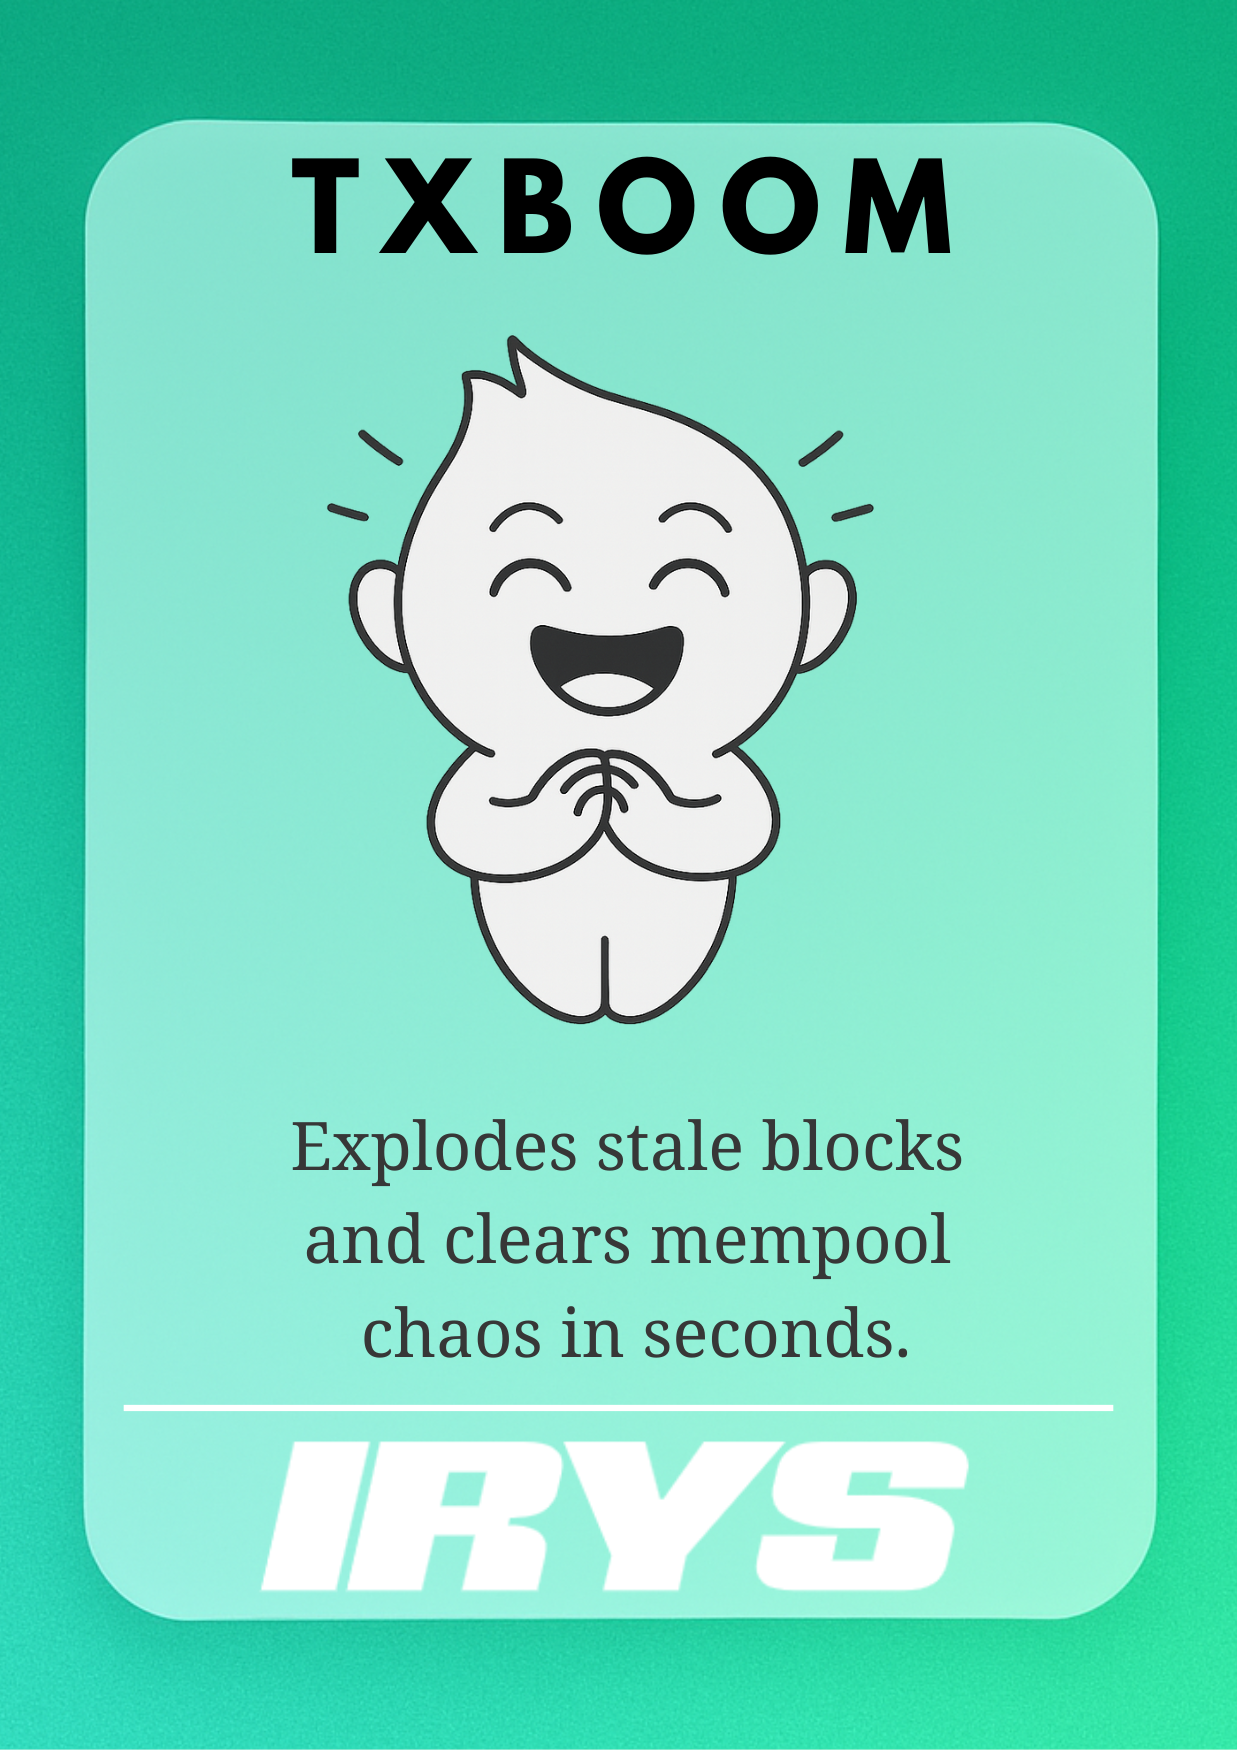 TXBOOM
Explodes stale blocks
and clears mempool
chaos in seconds.
IRYS